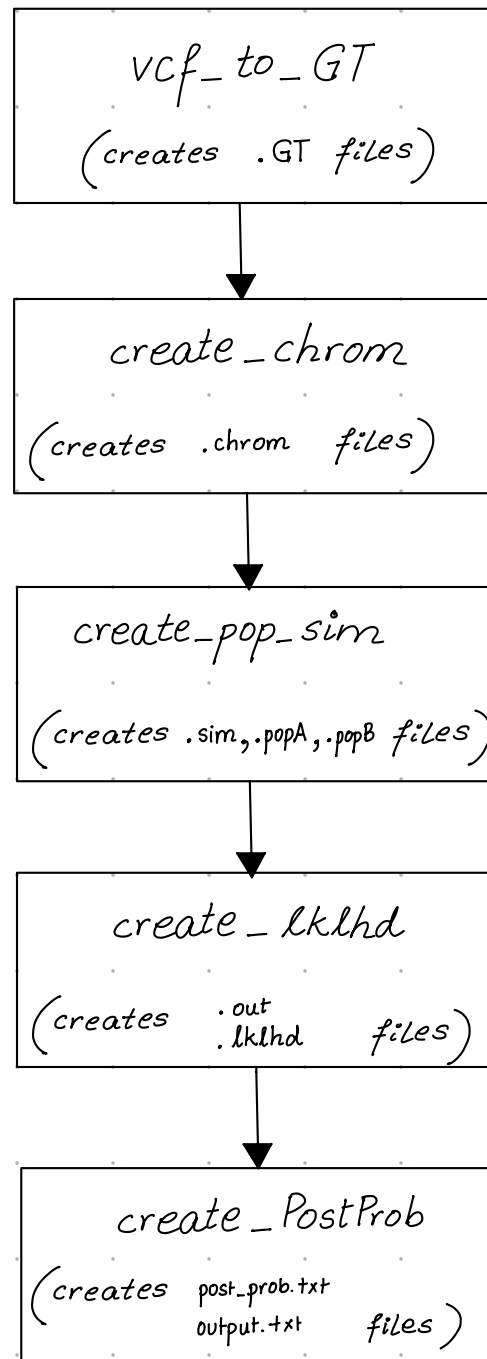 vcf_to_GT
(creates .GT files)
create_chrom
(creates .chrom files)
create_pop_sim
(creates .sim,.popA,.popB files)
create_lklhd
(creates .out
.lklhd files)
create_PostProb
(creates post_prob.txt
output.txt files)